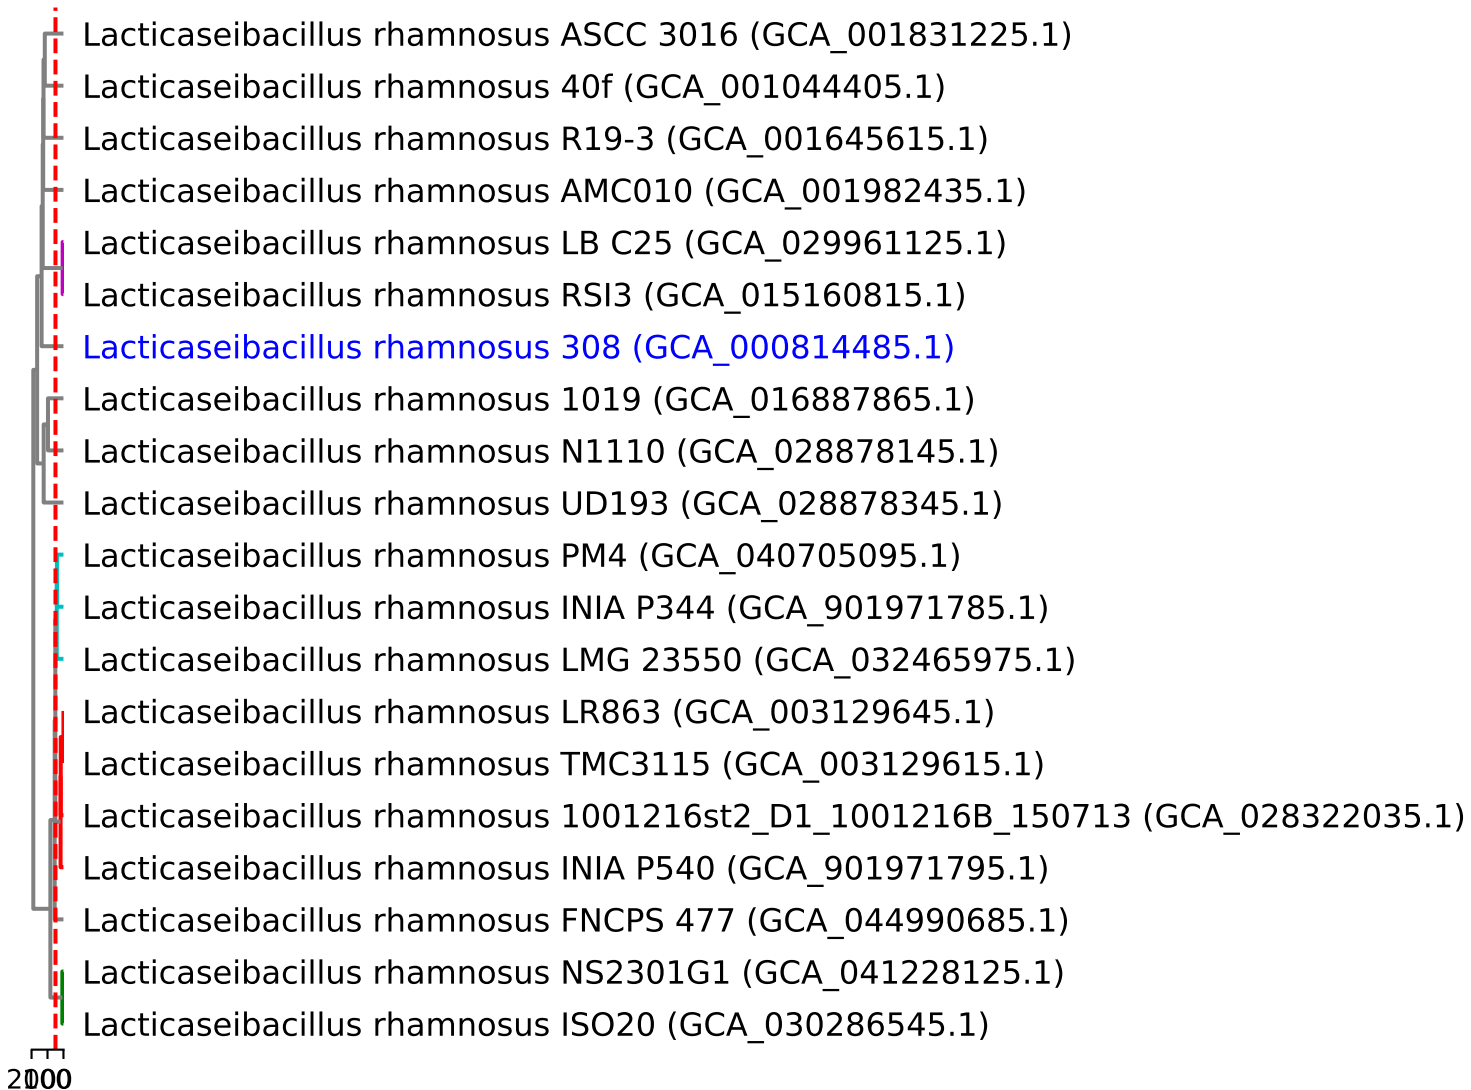 Lacticaseibacillus rhamnosus ASCC 3016 (GCA_001831225.1)
Lacticaseibacillus rhamnosus 40f (GCA_001044405.1)
Lacticaseibacillus rhamnosus R19-3 (GCA_001645615.1)
Lacticaseibacillus rhamnosus AMC010 (GCA_001982435.1)
Lacticaseibacillus rhamnosus LB C25 (GCA_029961125.1)
Lacticaseibacillus rhamnosus RSI3 (GCA_015160815.1)
Lacticaseibacillus rhamnosus 308 (GCA_000814485.1)
Lacticaseibacillus rhamnosus 1019 (GCA_016887865.1)
Lacticaseibacillus rhamnosus N1110 (GCA_028878145.1)
Lacticaseibacillus rhamnosus UD193 (GCA_028878345.1)
Lacticaseibacillus rhamnosus PM4 (GCA_040705095.1)
Lacticaseibacillus rhamnosus INIA P344 (GCA_901971785.1)
Lacticaseibacillus rhamnosus LMG 23550 (GCA_032465975.1)
Lacticaseibacillus rhamnosus LR863 (GCA_003129645.1)
Lacticaseibacillus rhamnosus TMC3115 (GCA_003129615.1)
Lacticaseibacillus rhamnosus 1001216st2_D1_1001216B_150713 (GCA_028322035.1)
Lacticaseibacillus rhamnosus INIA P540 (GCA_901971795.1)
Lacticaseibacillus rhamnosus FNCPS 477 (GCA_044990685.1)
Lacticaseibacillus rhamnosus NS2301G1 (GCA_041228125.1)
Lacticaseibacillus rhamnosus ISO20 (GCA_030286545.1)